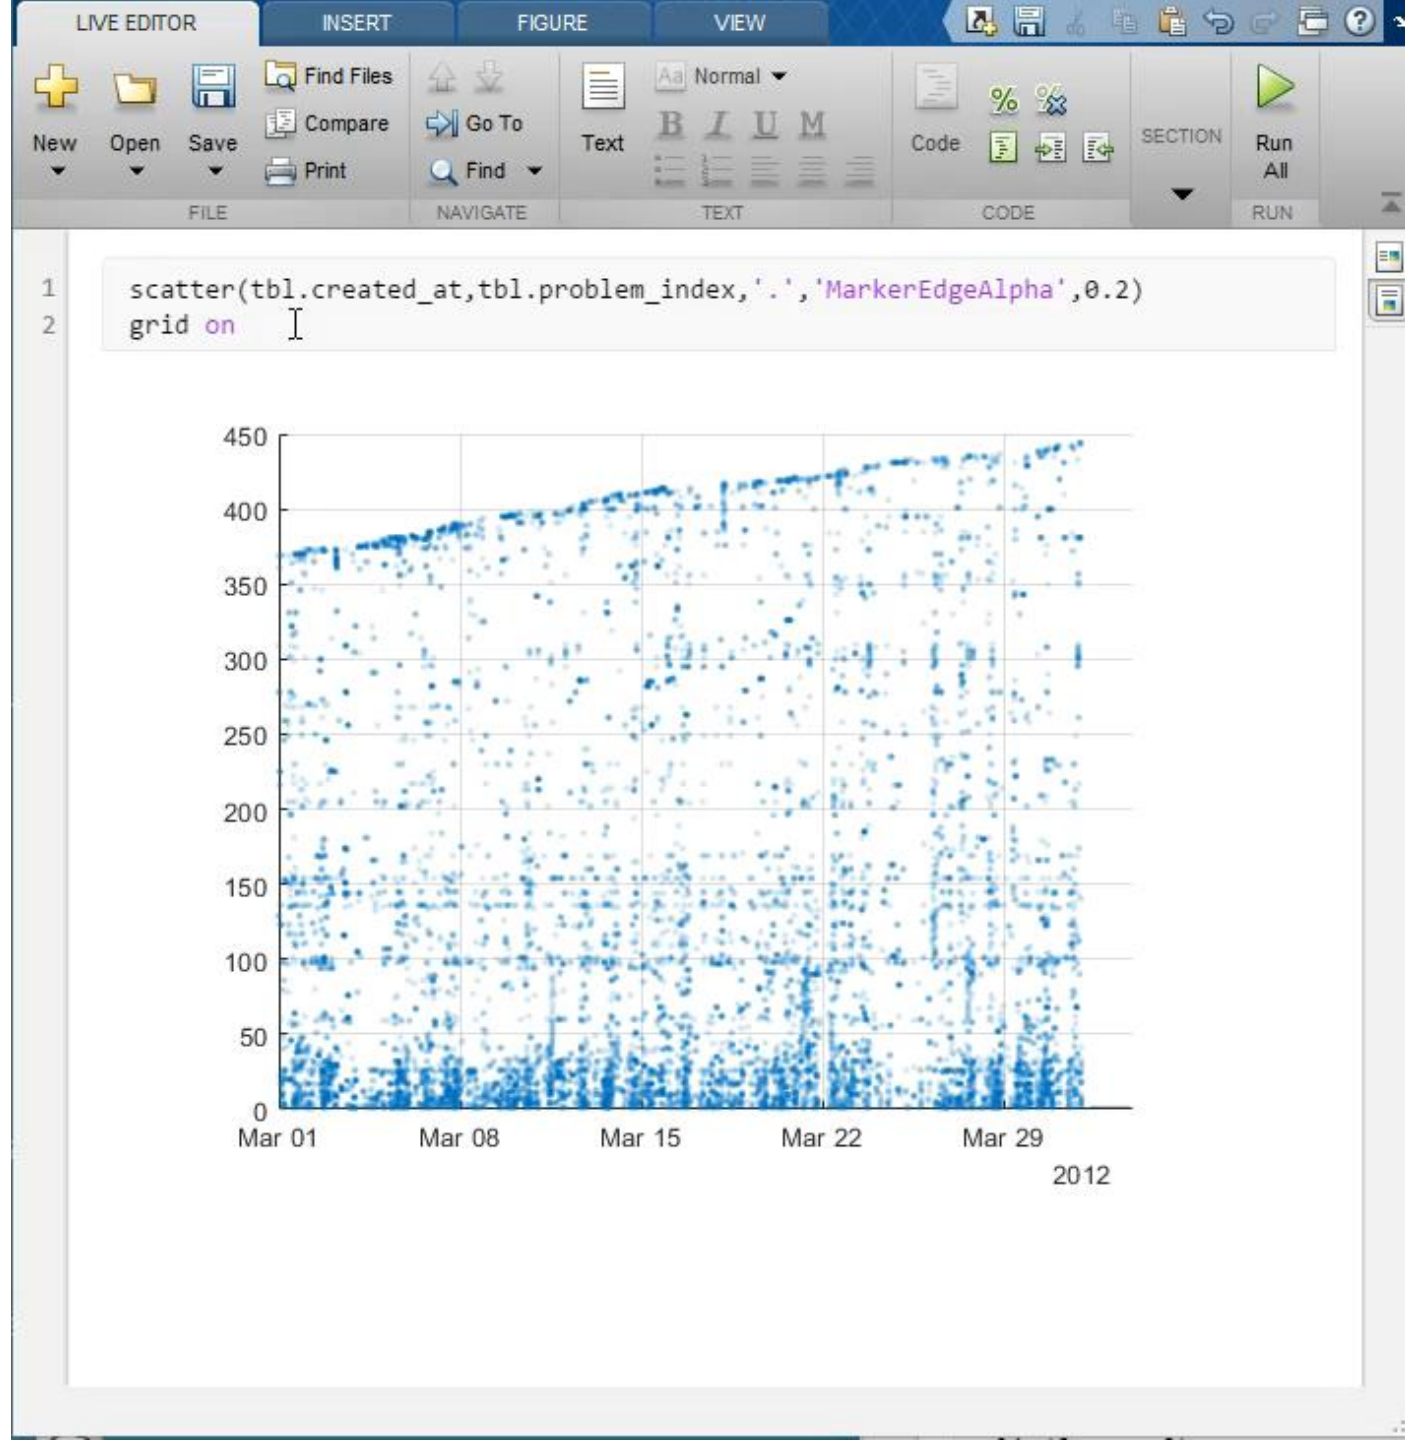 LIVE EDITOR INSERT FIGURE VIEW
New Open Save Find Files Compare Print
FILE
Go To
Find
NAVIGATE
Text
Aa Normal
B I U M
TEXT
Code
CODE
SECTION
Run All
RUN
1 scatter(tbl.created_at,tbl.problem_index,'.','MarkerEdgeAlpha',0.2)
2 grid on
450
400
350
300
250
200
150
100
50
0
Mar 01 Mar 08 Mar 15 Mar 22 Mar 29
2012